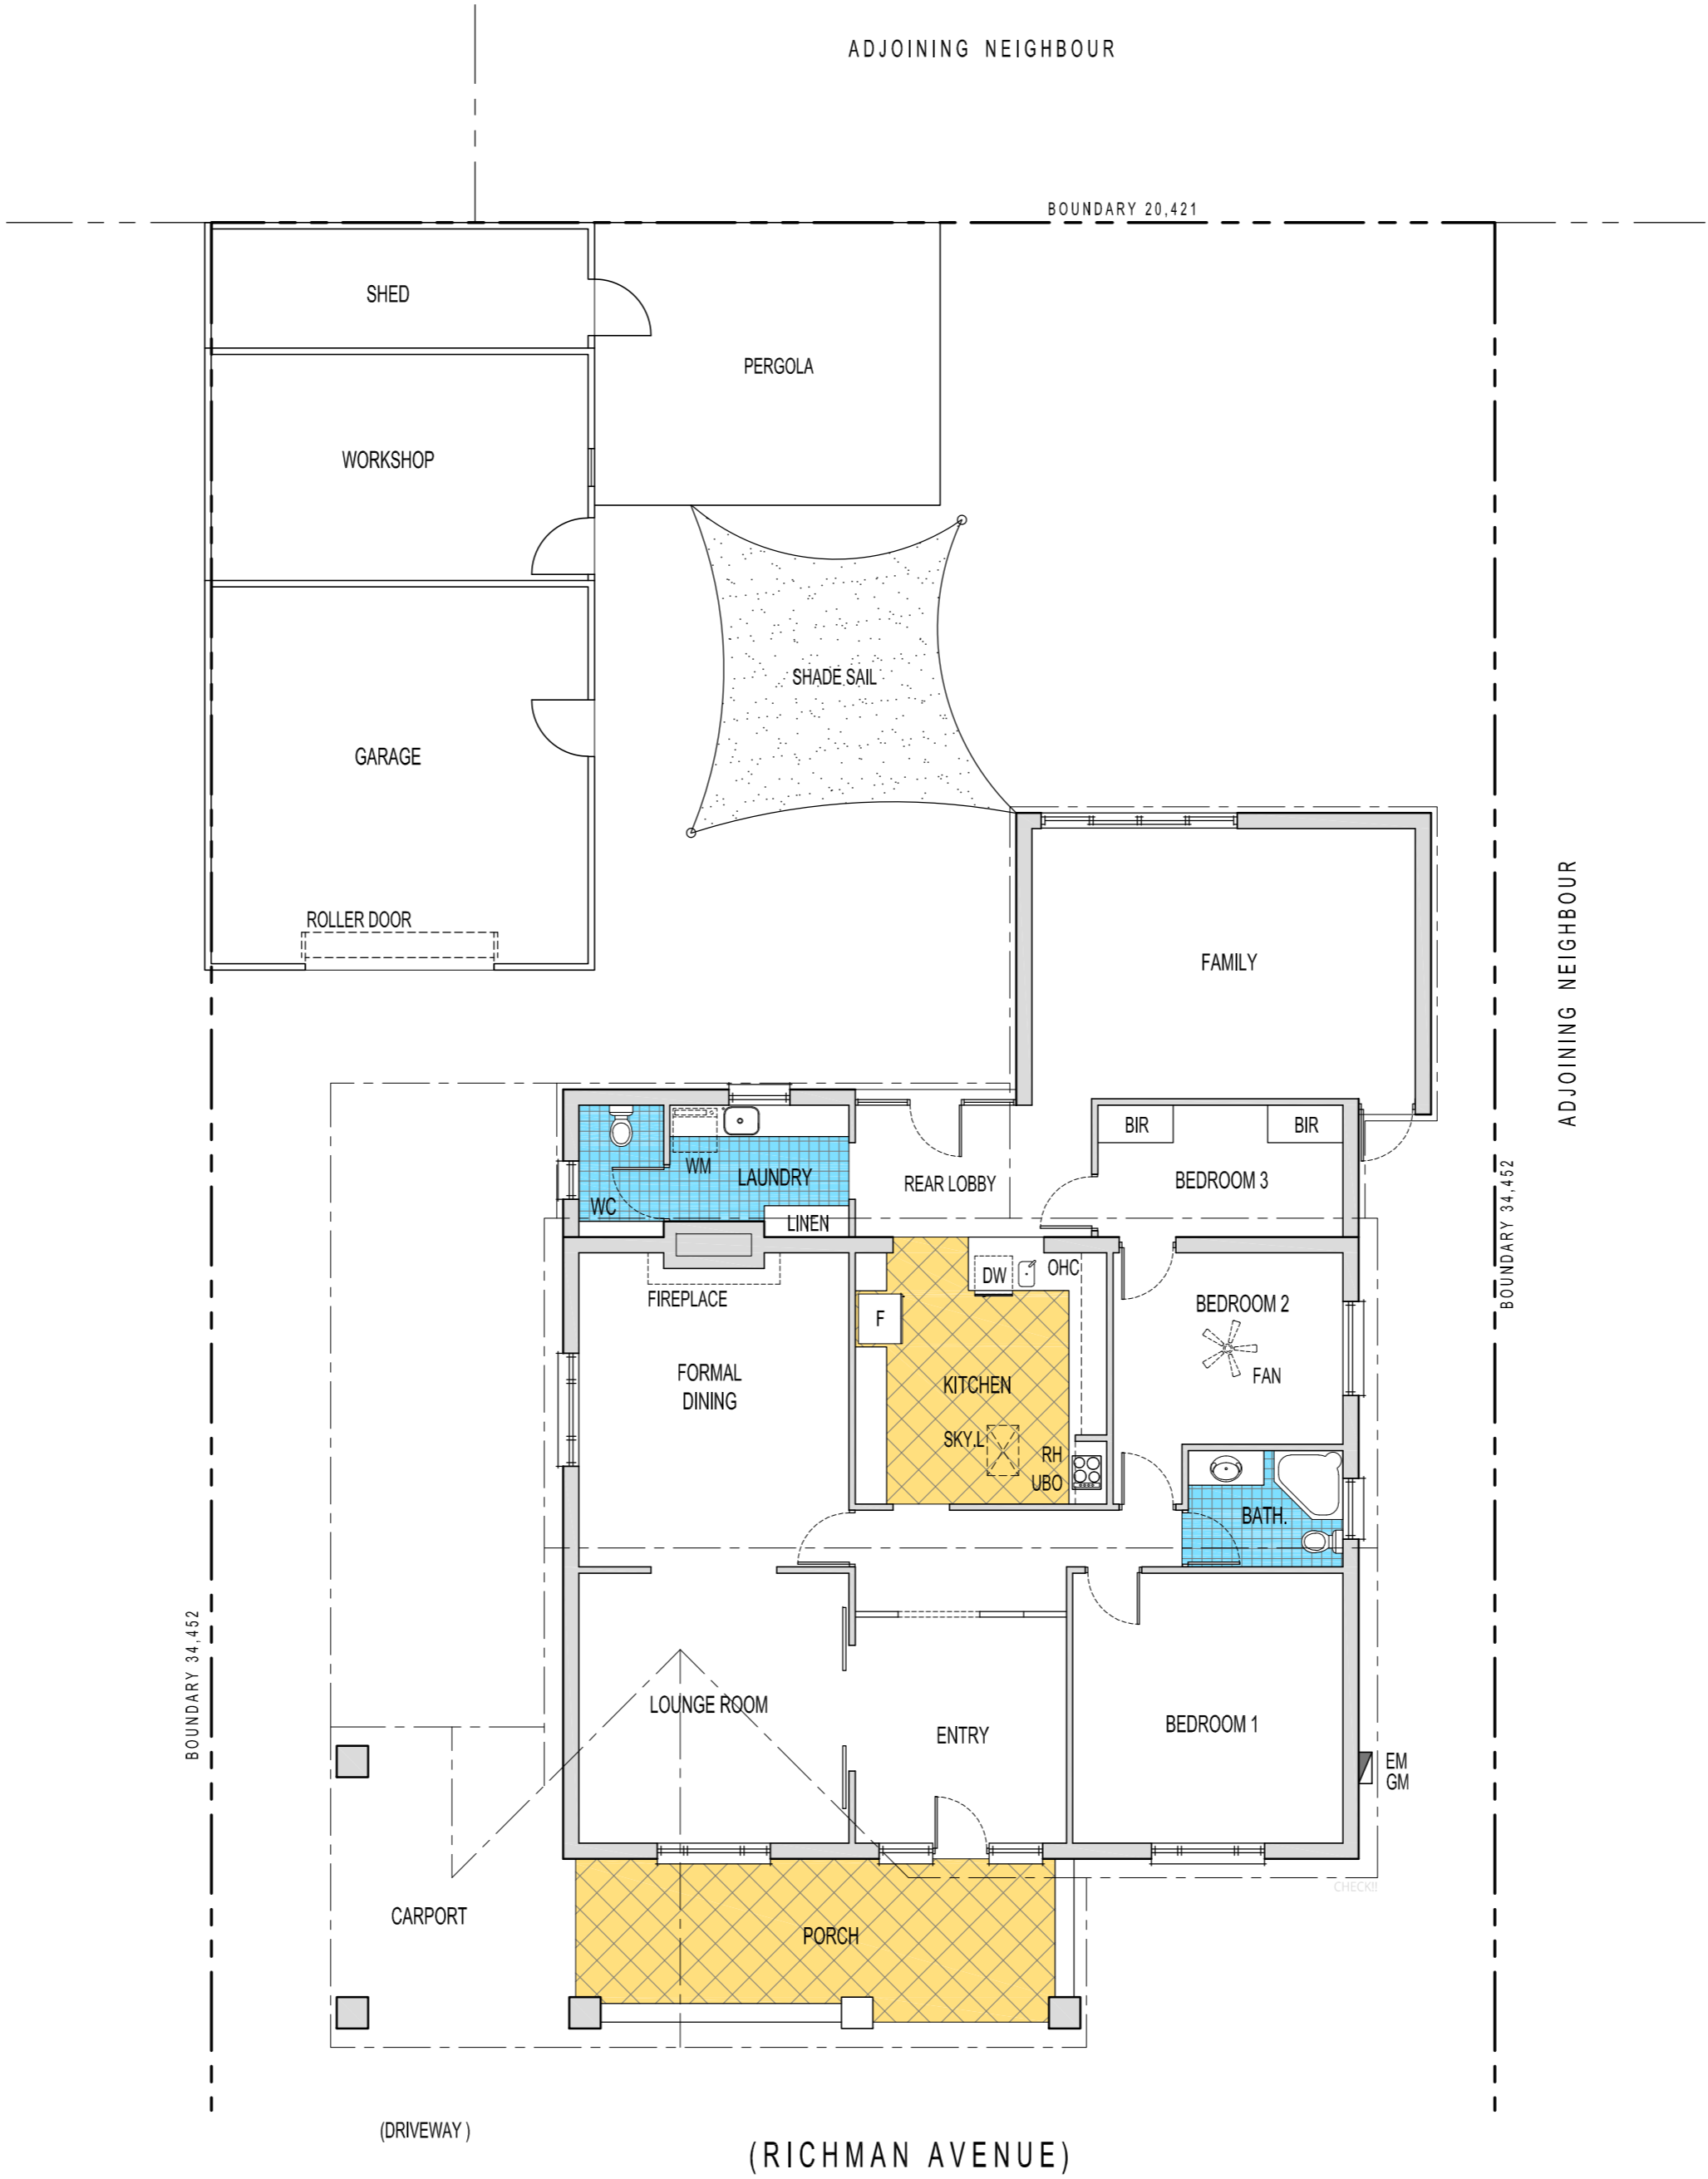 ADJOINING NEIGHBOUR
BOUNDARY 20,421
SHED
PERGOLA
WORKSHOP
SHADE SAIL
GARAGE
ROLLER DOOR
FAMILY
ADJOINING NEIGHBOUR
BIR
BIR
WM
LAUNDRY
BEDROOM 3
REAR LOBBY
WC
LINEN
BOUNDARY 34,452
DW
OHC
FIREPLACE
F
BEDROOM 2
FORMAL
DINING
KITCHEN
FAN
SKY.L
RH
UBO
BATH.
BOUNDARY 34,452
LOUNGE ROOM
ENTRY
BEDROOM 1
EM
GM
CHECK!!
CARPORT
PORCH
(DRIVEWAY )
(RICHMAN AVENUE)